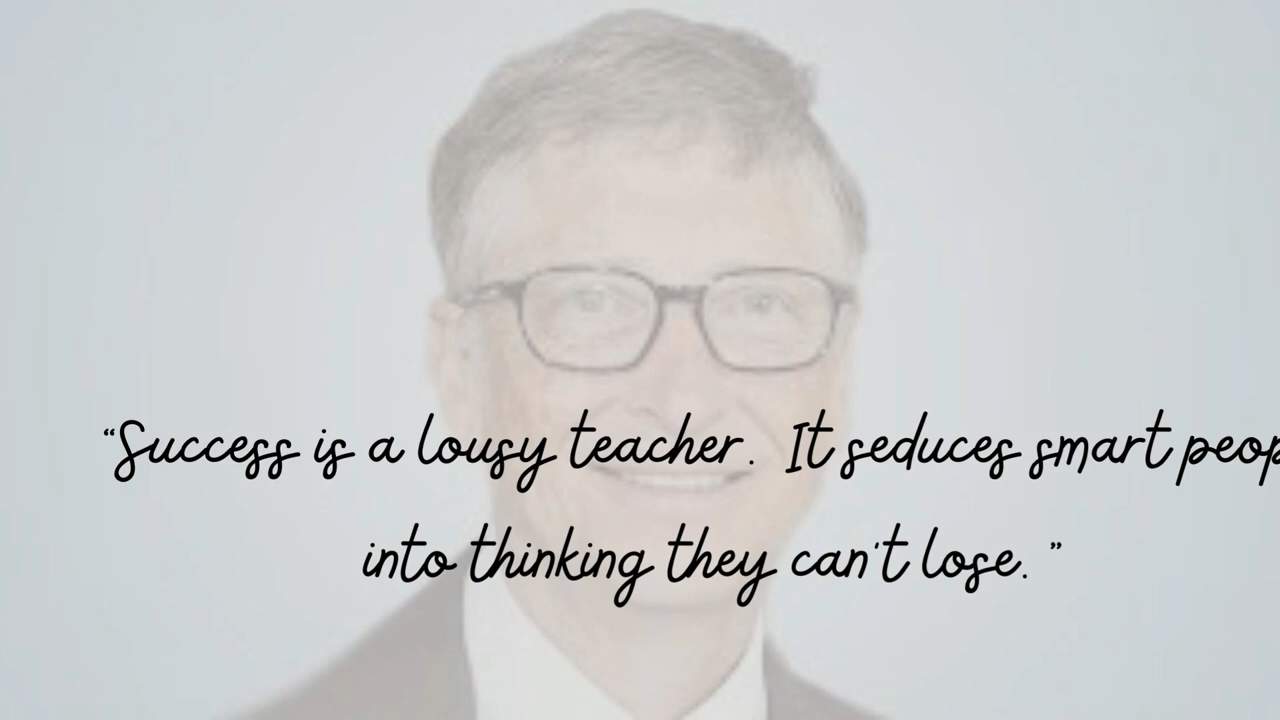 “Success is a lousy teacher. It seduces smart peop
into thinking they can't lose. ”